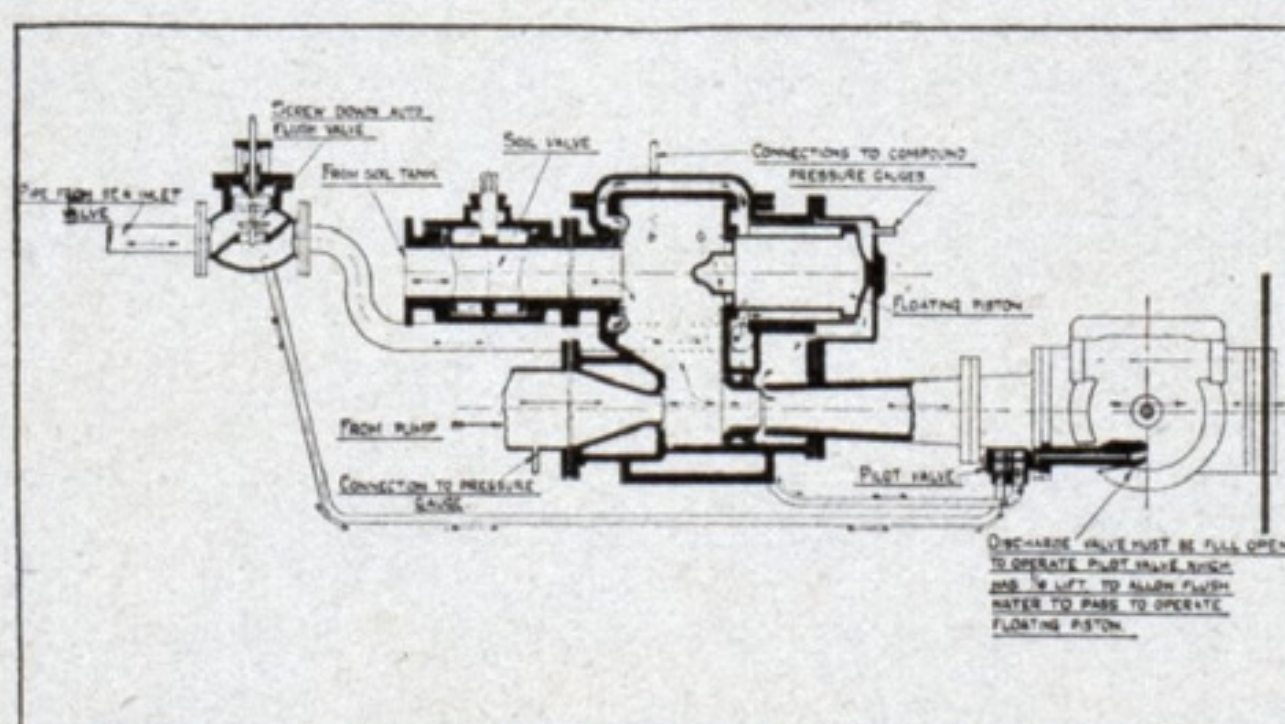 SCREW DOWN AUTO
FLUSH VALVE
PIPE FROM SEA INLET
VALVE
FROM SOIL TANK
SOIL VALVE
CONNECTIONS TO COMPOUND
PRESSURE GAUGES
FLOATING PISTON
FROM PUMP
CONNECTION TO PRESSURE
GAUGE
PILOT VALVE
DISCHARGE VALVE MUST BE FULL OPEN
TO OPERATE PILOT VALVE, WHICH
HAS LIFT, TO ALLOW FLUSH
WATER TO PASS TO OPERATE
FLOATING PISTON.